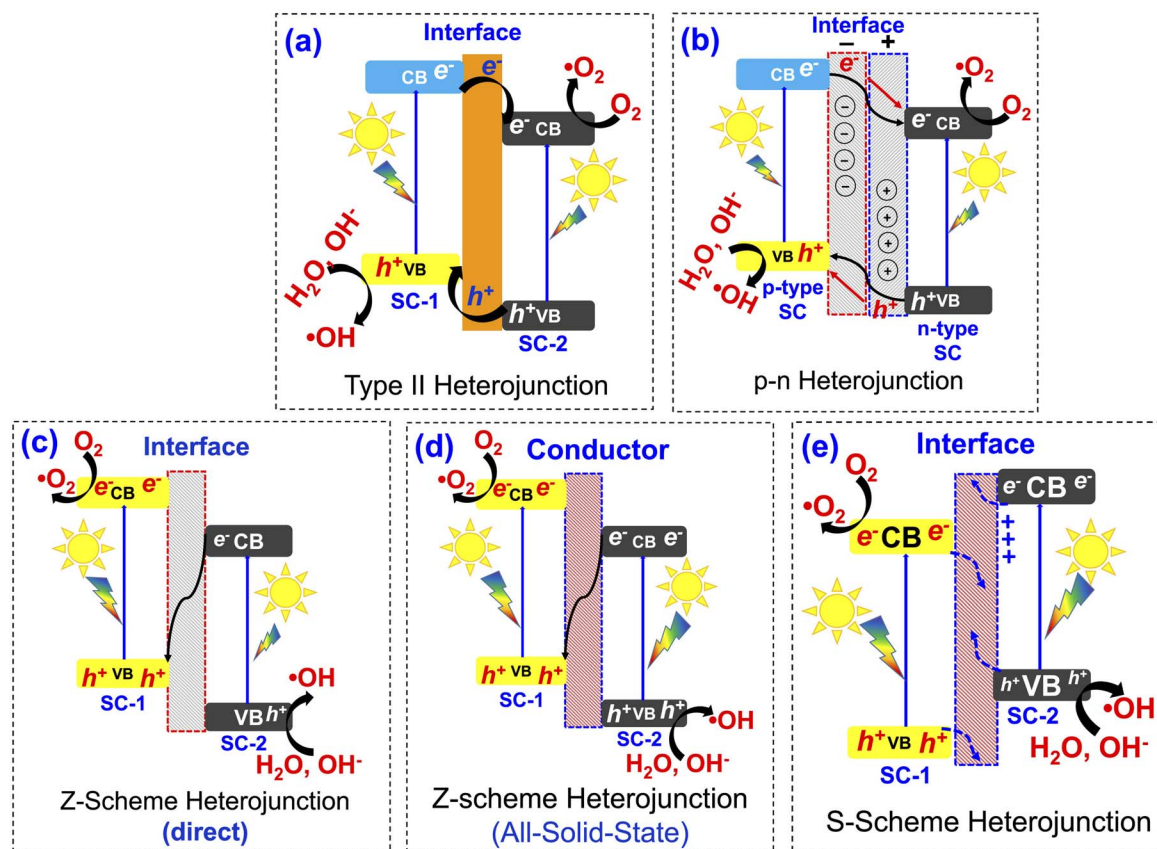 (a)
Interface
CB e⁻
e⁻
e⁻ CB
•O₂
O₂
H₂O, OH⁻
•OH
h⁺ VB
SC-1
h⁺
h⁺VB
SC-2
Type II Heterojunction
(b)
Interface
− +
CB e⁻
e⁻
e⁻ CB
•O₂
O₂
−
−
−
−
+
+
+
+
H₂O, OH⁻
•OH
VB h⁺
p-type
SC
h⁺
h⁺VB
n-type
SC
p-n Heterojunction
(c)
Interface
O₂
•O₂
e⁻CB e⁻
e⁻CB
h⁺ VB h⁺
SC-1
VB h⁺
SC-2
•OH
H₂O, OH⁻
Z-Scheme Heterojunction
(direct)
(d)
Conductor
O₂
•O₂
e⁻CB e⁻
e⁻ CB e⁻
h⁺ VB h⁺
SC-1
h⁺VB h⁺
SC-2
•OH
H₂O, OH⁻
Z-scheme Heterojunction
(All-Solid-State)
(e)
Interface
O₂
•O₂
e⁻CB e⁻
e⁻ CB e⁻
+++
h⁺ VB h⁺
SC-1
h⁺VB h⁺
SC-2
•OH
H₂O, OH⁻
S-Scheme Heterojunction